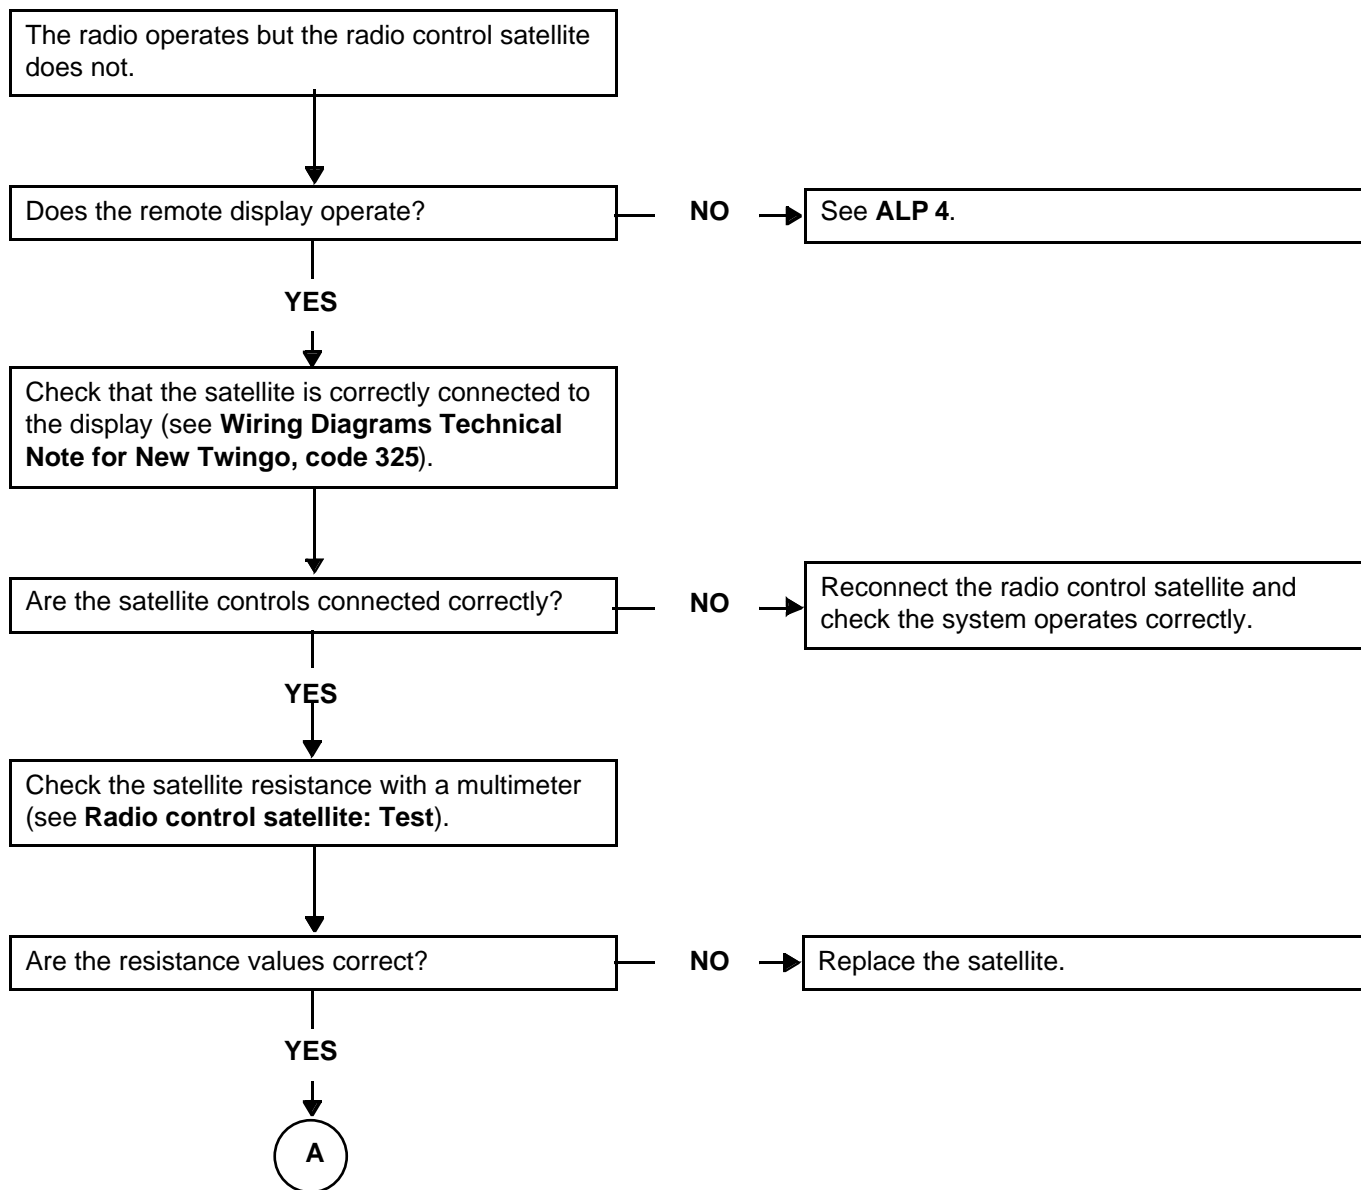 The radio operates but the radio control satellite
does not.
Does the remote display operate?
NO
See ALP 4.
YES
Check that the satellite is correctly connected to
the display (see Wiring Diagrams Technical
Note for New Twingo, code 325).
Are the satellite controls connected correctly?
NO
Reconnect the radio control satellite and
check the system operates correctly.
YES
Check the satellite resistance with a multimeter
(see Radio control satellite: Test).
Are the resistance values correct?
NO
Replace the satellite.
YES
A